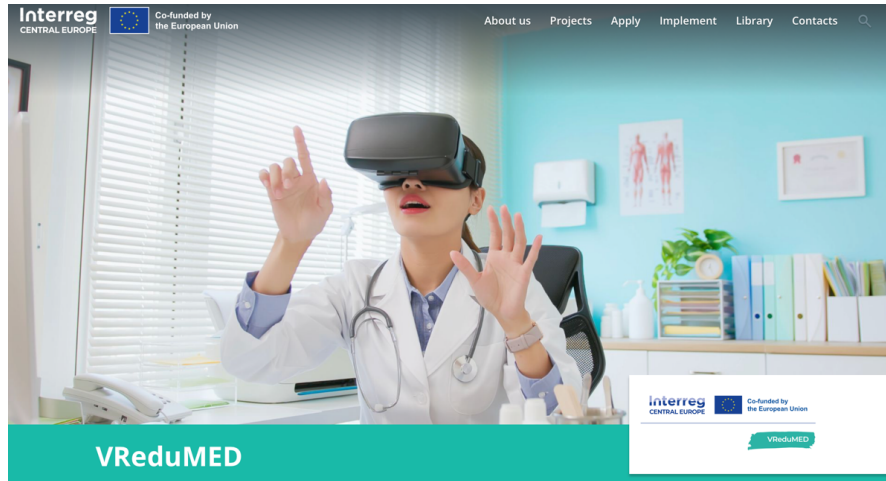 Interreg
CENTRAL EUROPE
Co-funded by
the European Union
About us Projects Apply Implement Library Contacts
Interreg
CENTRAL EUROPE
Co-funded by
the European Union
VReduMED
VReduMED